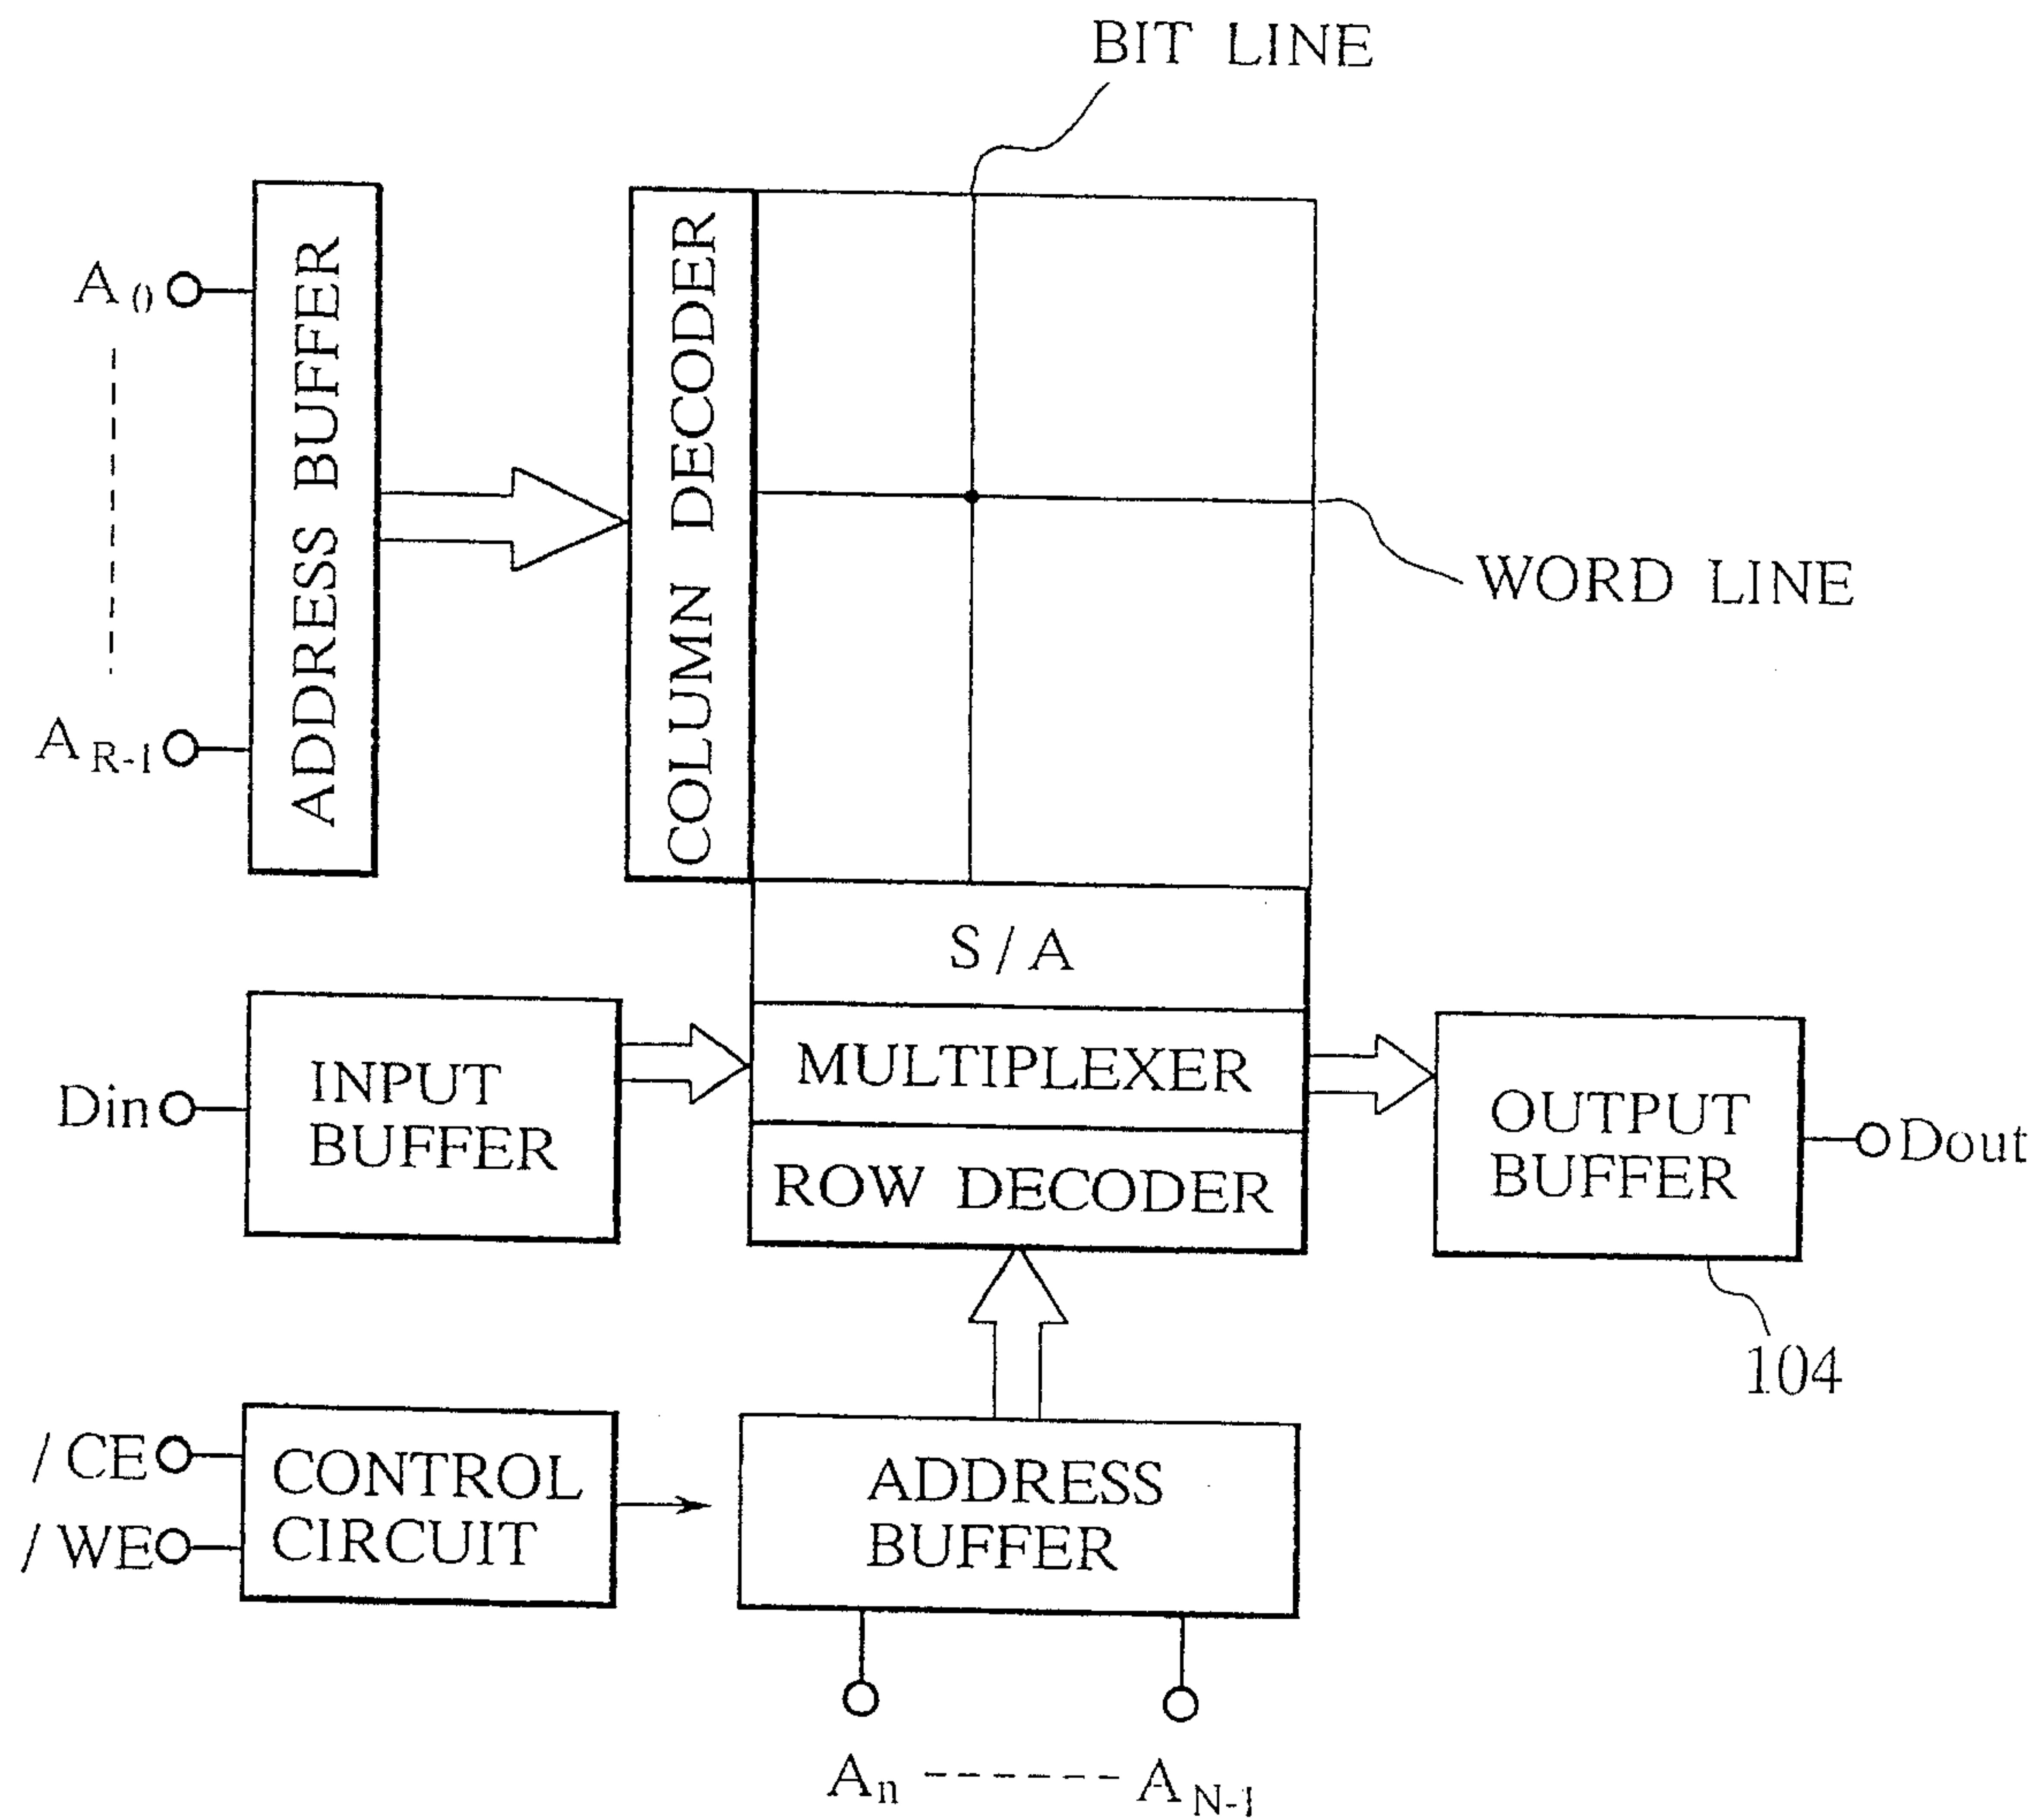 BIT LINE
A0
AR-1
ADDRESS BUFFER
COLUMN DECODER
WORD LINE
S/A
MULTIPLEXER
ROW DECODER
Din
INPUT
BUFFER
OUTPUT
BUFFER
Dout
104
/CE
/WE
CONTROL
CIRCUIT
ADDRESS
BUFFER
An ------ AN-1